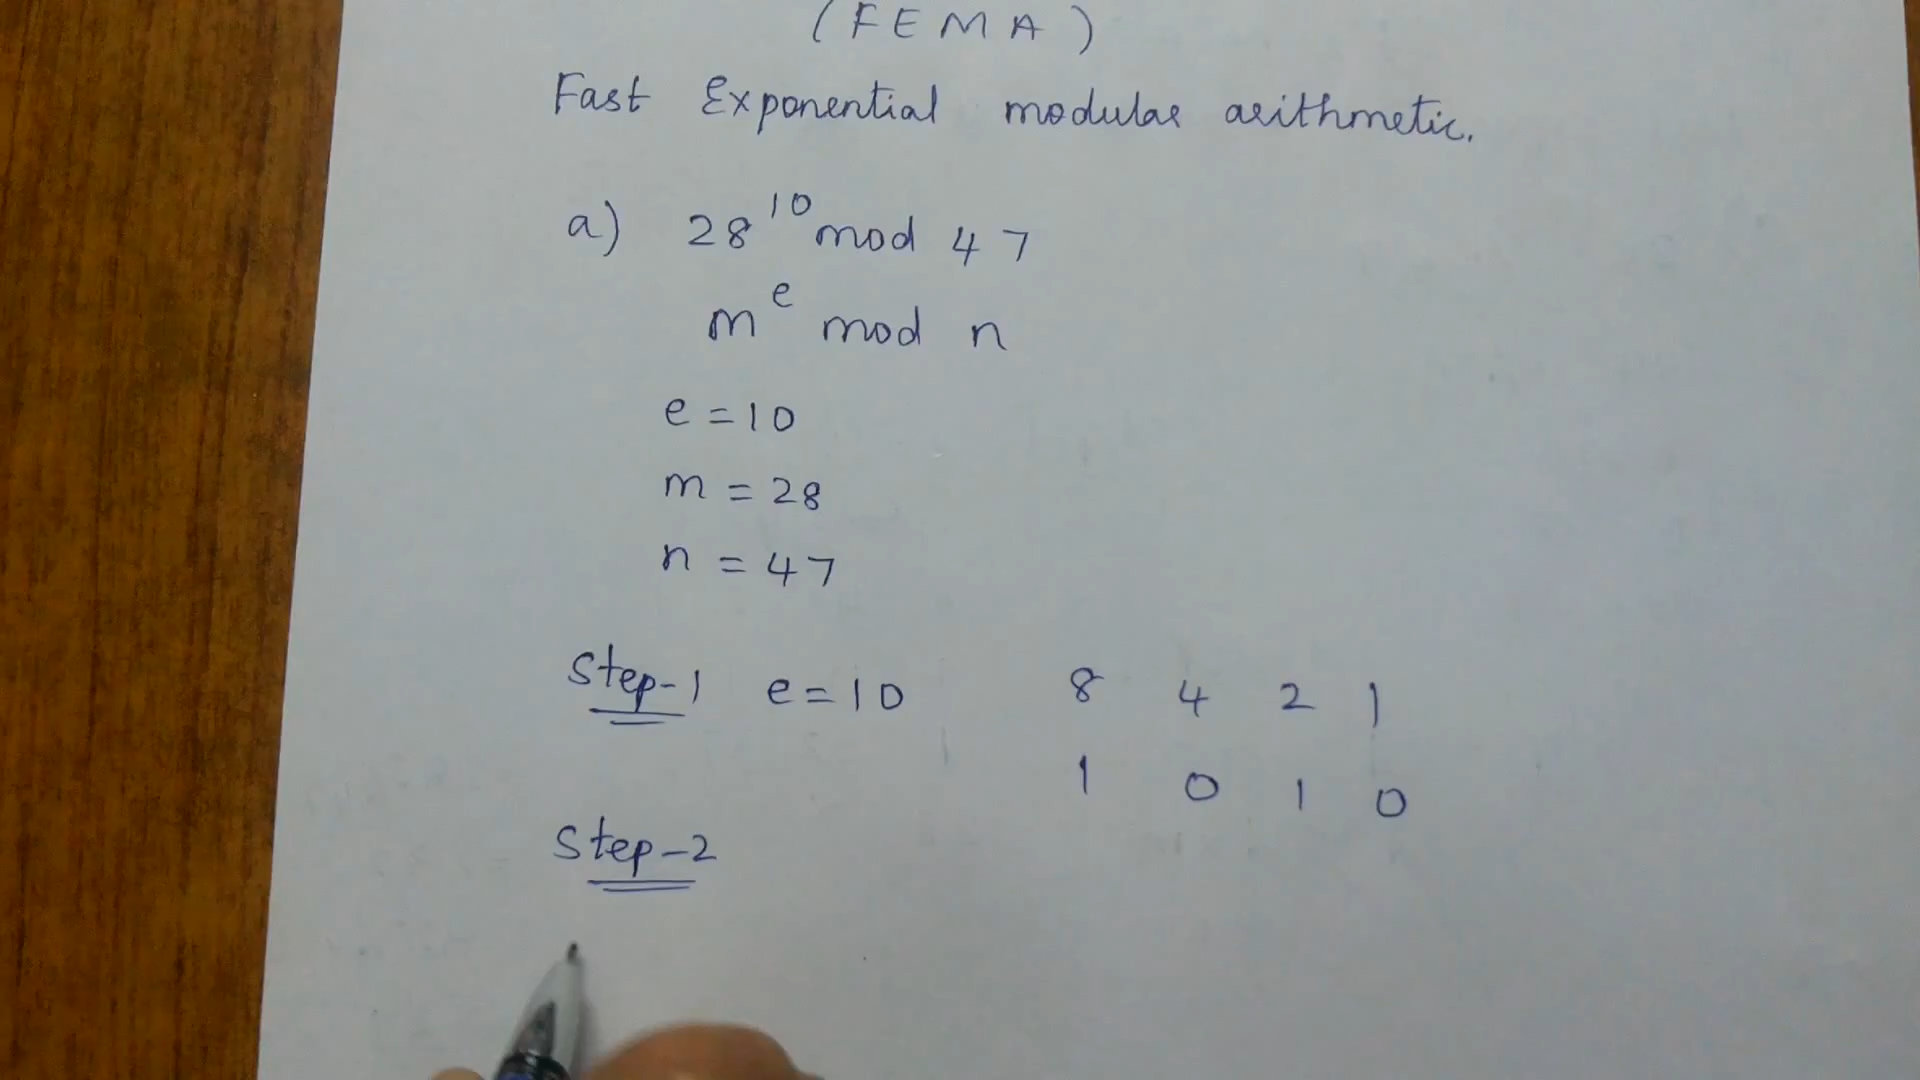 (FEMA)
Fast Exponential modular arithmetic.
a) 28^10 mod 47
m^e mod n
e = 10
m = 28
n = 47
Step-1 e = 10 8 4 2 1
1 0 1 0
Step-2